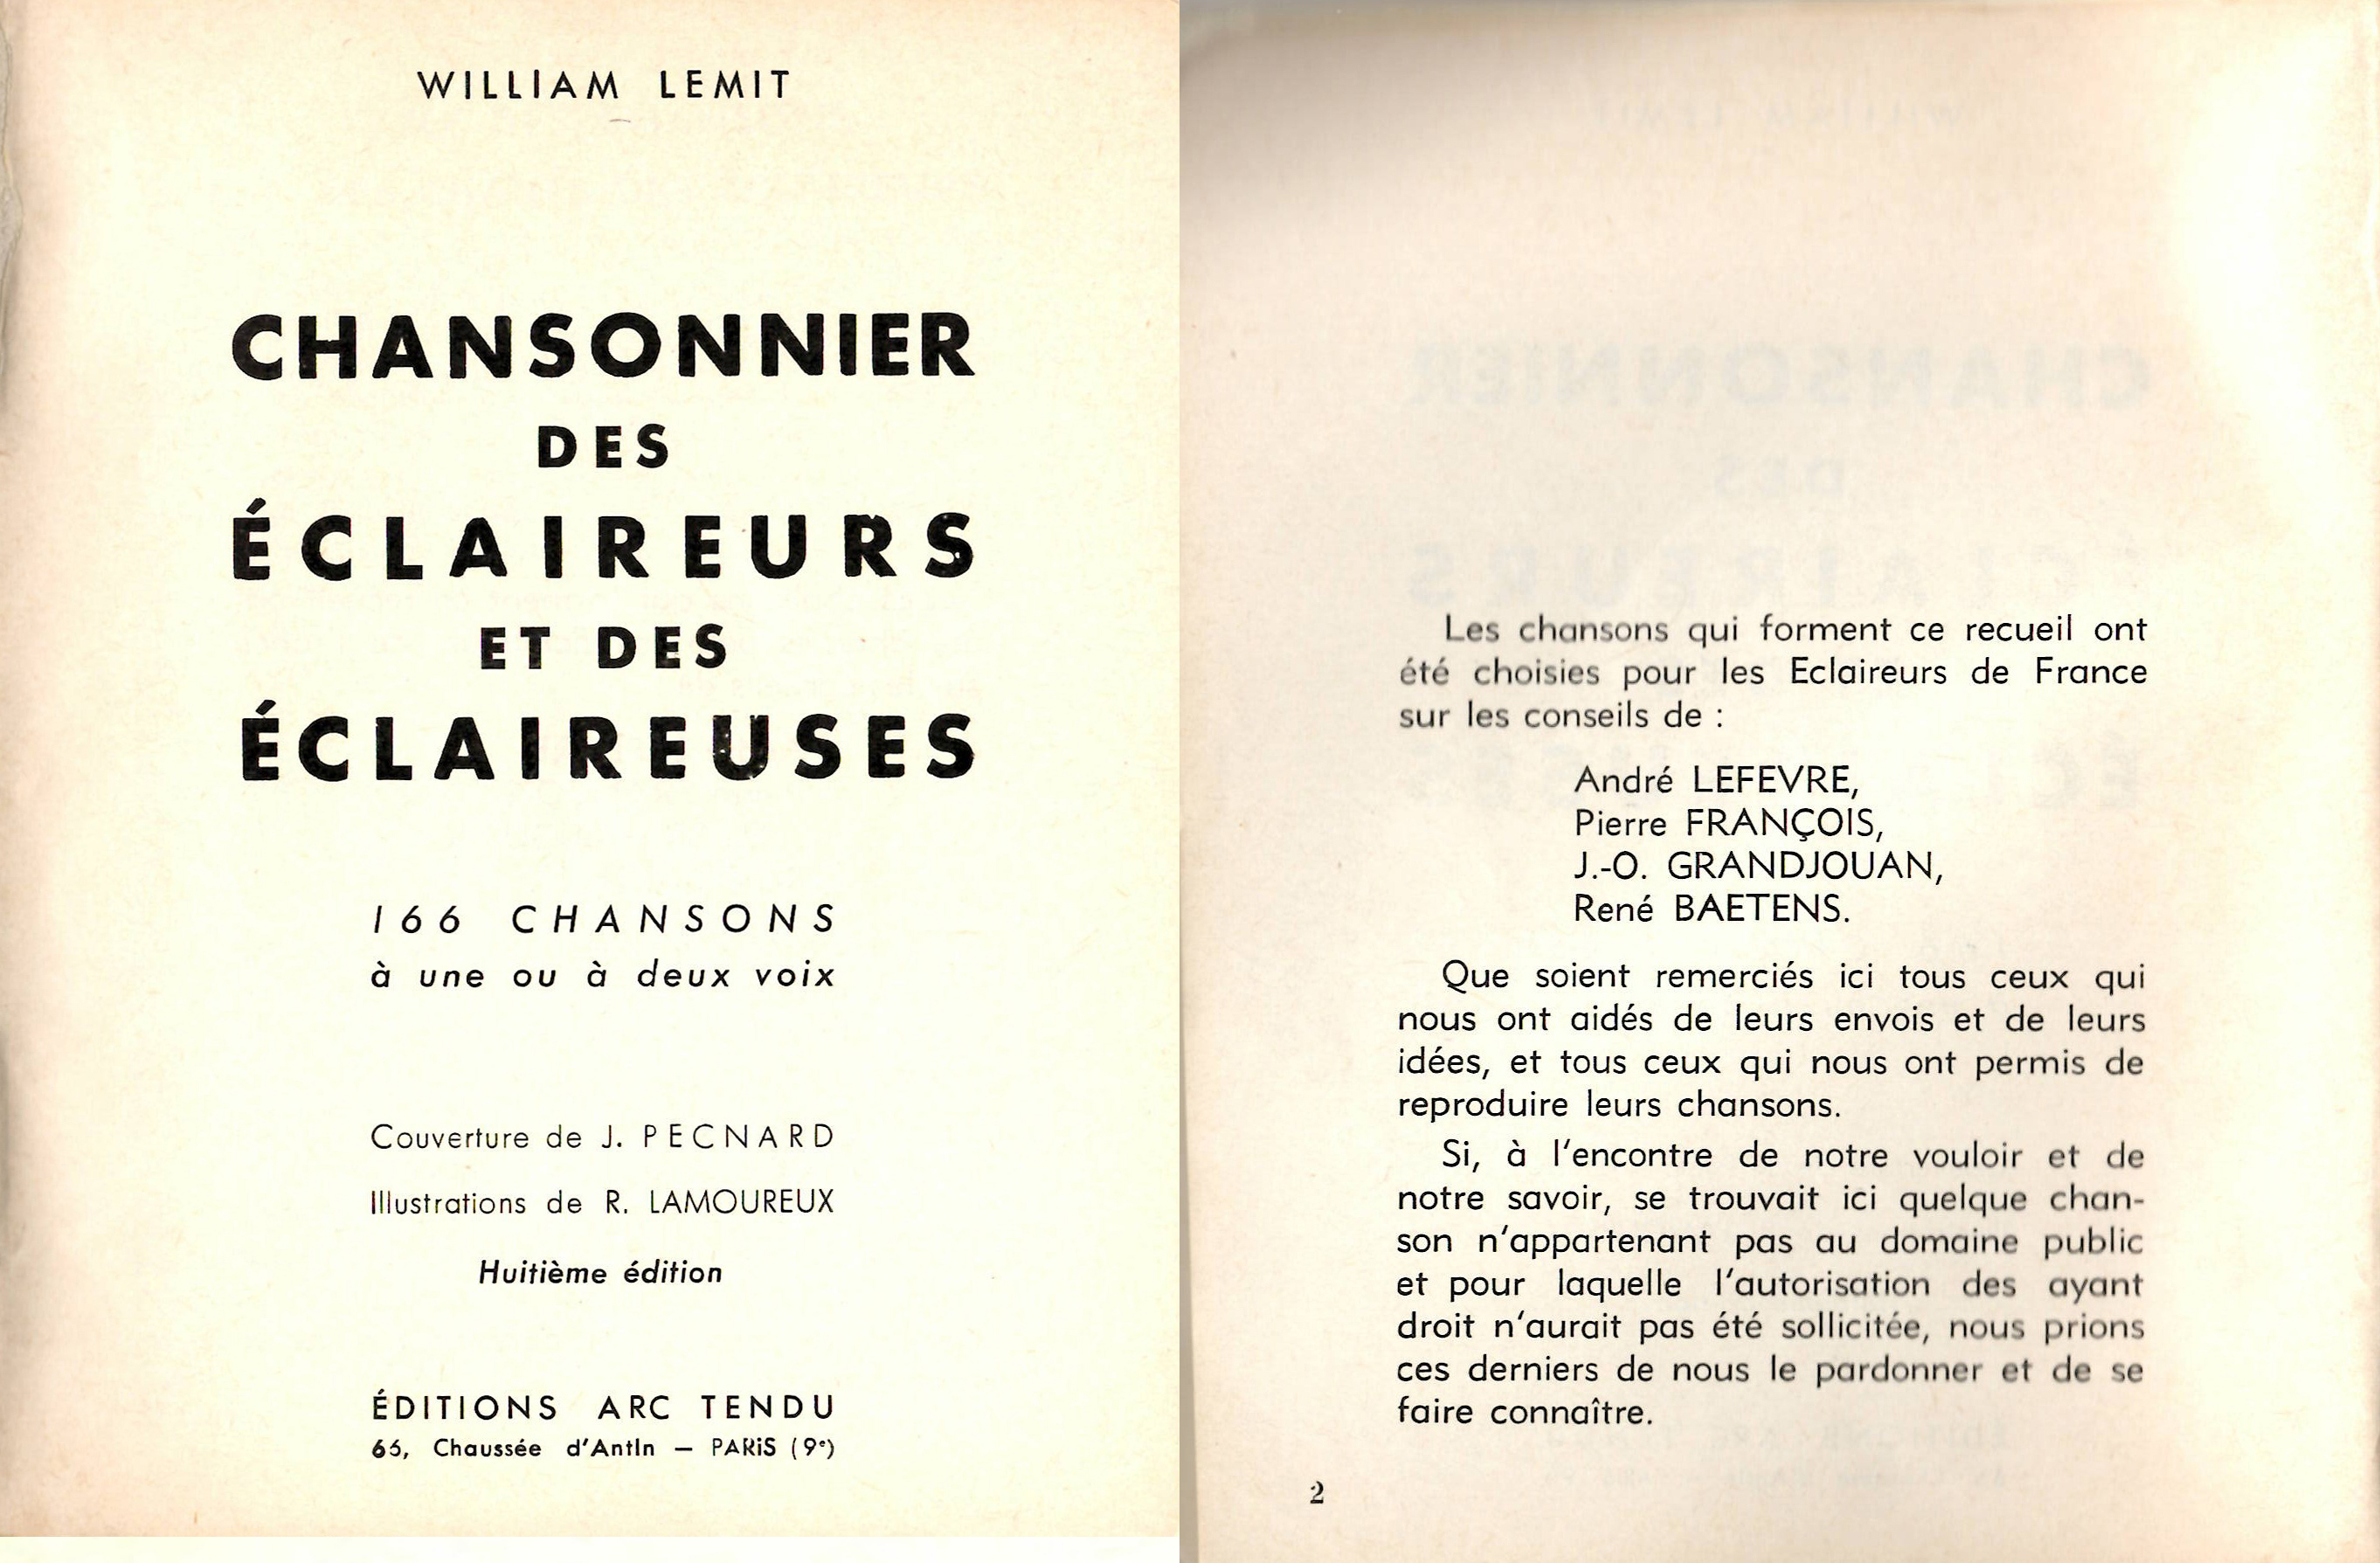 WILLIAM LEMIT
CHANSONNIER
DES
ÉCLAIREURS
ET DES
ÉCLAIREUSES
166 CHANSONS
à une ou à deux voix
Couverture de J. PECNARD
Illustrations de R. LAMOUREUX
Huitième édition
ÉDITIONS ARC TENDU
66, Chaussée d'Antin — PARiS (9e)
Les chansons qui forment ce recueil ont
été choisies pour les Eclaireurs de France
sur les conseils de :
André LEFEVRE,
Pierre FRANÇOIS,
J.-O. GRANDJOUAN,
René BAETENS.
Que soient remerciés ici tous ceux qui
nous ont aidés de leurs envois et de leurs
idées, et tous ceux qui nous ont permis de
reproduire leurs chansons.
Si, à l'encontre de notre vouloir et de
notre savoir, se trouvait ici quelque chan-
son n'appartenant pas au domaine public
et pour laquelle l'autorisation des ayant
droit n'aurait pas été sollicitée, nous prions
ces derniers de nous le pardonner et de se
faire connaître.
2